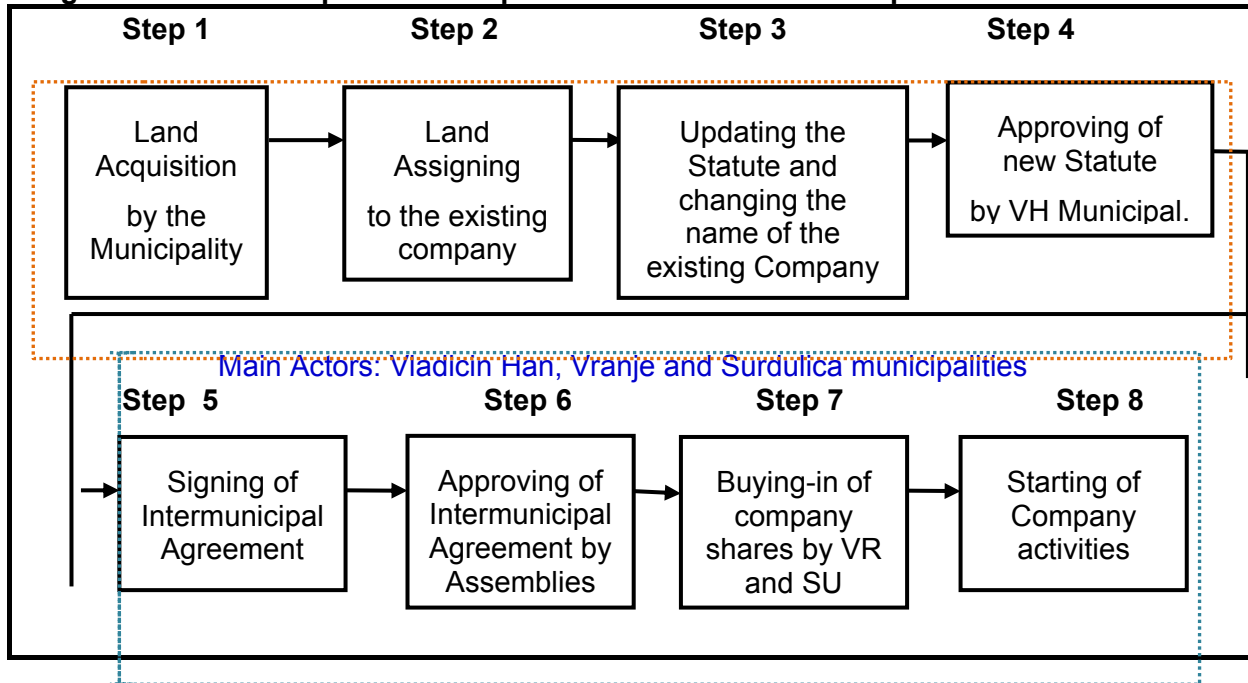 Step 1 Step 2 Step 3 Step 4
Land
Acquisition
by the
Municipality
Land
Assigning
to the existing
company
Updating the
Statute and
changing the
name of the
existing Company
Approving of
new Statute
by VH Municipal.
Main Actors: Vladicin Han, Vranje and Surdulica municipalities
Step 5 Step 6 Step 7 Step 8
Signing of
Intermunicipal
Agreement
Approving of
Intermunicipal
Agreement by
Assemblies
Buying-in of
company
shares by VR
and SU
Starting of
Company
activities